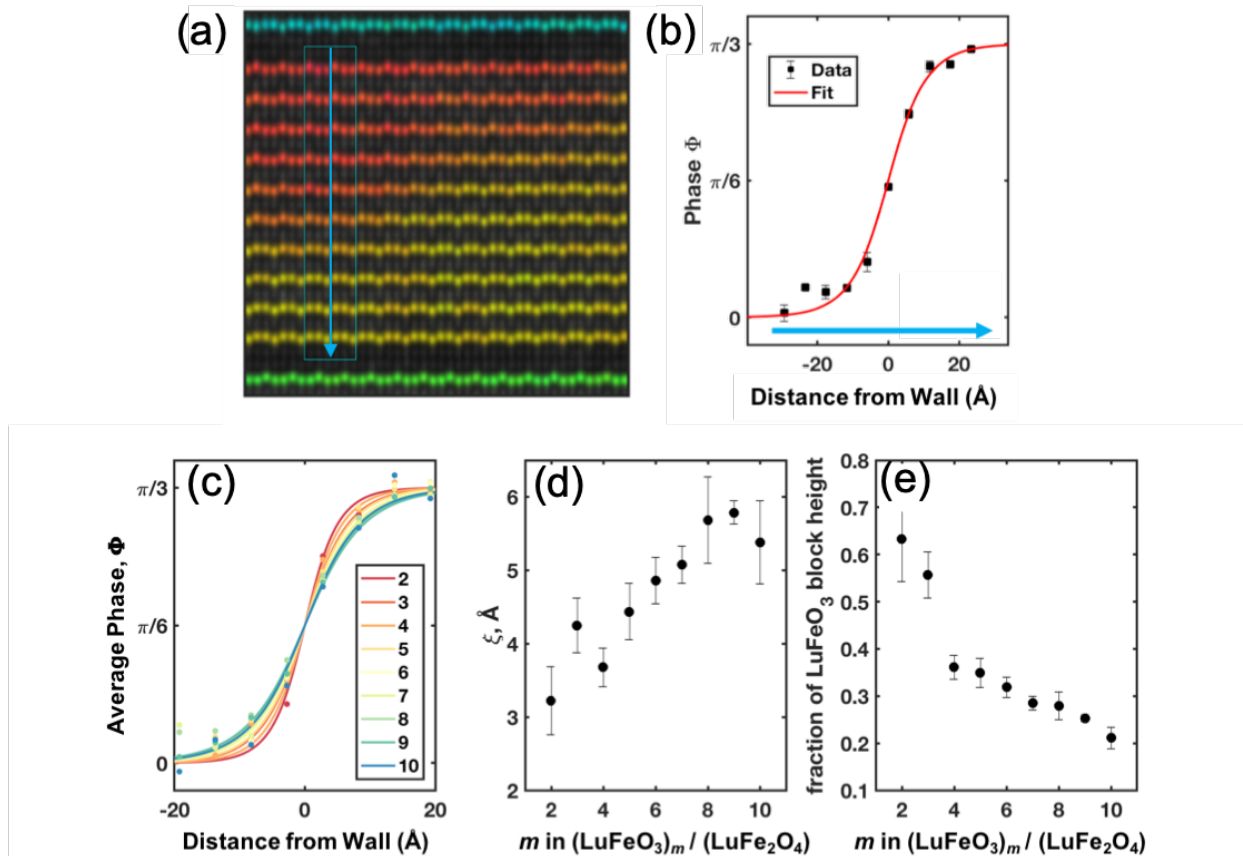 (a)
(b)
π/3
π/6
0
Phase Φ
Data
Fit
-20
0
20
Distance from Wall (Å)
(c)
π/3
π/6
0
Average Phase, Φ
2
3
4
5
6
7
8
9
10
-20
0
20
Distance from Wall (Å)
(d)
6
5
4
3
2
ξ, Å
2
4
6
8
10
m in (LuFeO₃)ₘ / (LuFe₂O₄)
(e)
0.8
0.7
0.6
0.5
0.4
0.3
0.2
0.1
fraction of LuFeO₃ block height
2
4
6
8
10
m in (LuFeO₃)ₘ / (LuFe₂O₄)